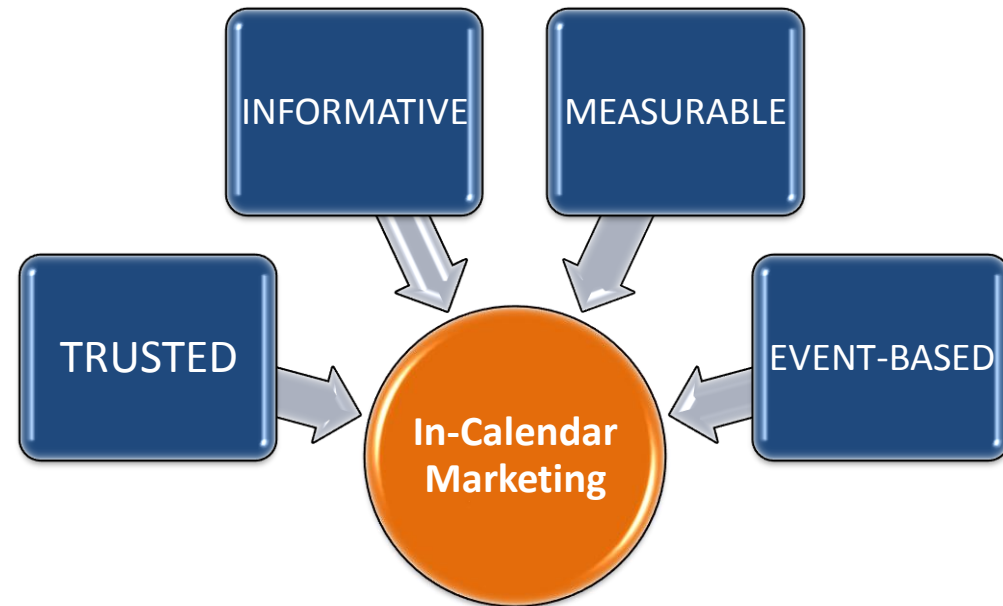 INFORMATIVE
MEASURABLE
TRUSTED
EVENT-BASED
In-Calendar
Marketing